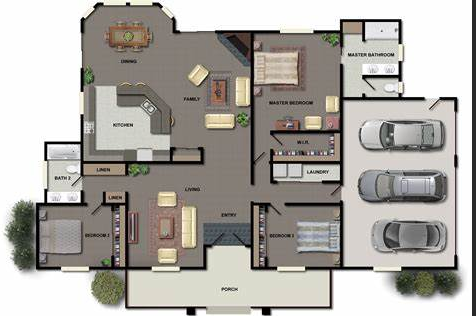 MASTER BATHROOM
DINING
FAMILY
MASTER BEDROOM
KITCHEN
W.I.R.
LINEN
LAUNDRY
BATH 2
LIVING
LINEN
ENTRY
BEDROOM 3
BEDROOM 2
PORCH